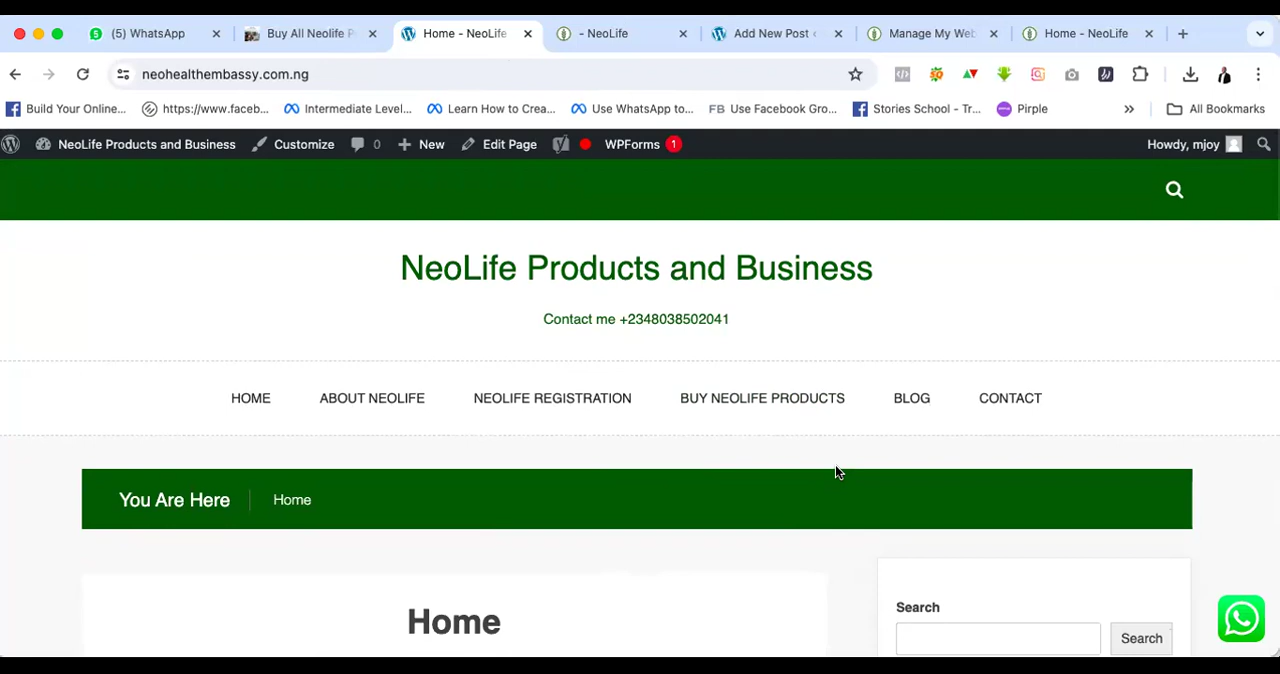 (5) WhatsApp
Buy All Neolife P
Home - NeoLife
- NeoLife
Add New Post
Manage My Web
Home - NeoLife
neohealthembassy.com.ng
Build Your Online...
https://www.faceb...
Intermediate Level...
Learn How to Crea...
Use WhatsApp to...
FB Use Facebook Gro...
Stories School - Tr...
Pirple
»
All Bookmarks
NeoLife Products and Business
Customize
0
New
Edit Page
WPForms 1
Howdy, mjoy
NeoLife Products and Business
Contact me +2348038502041
HOME
ABOUT NEOLIFE
NEOLIFE REGISTRATION
BUY NEOLIFE PRODUCTS
BLOG
CONTACT
You Are Here
Home
Home
Search
Search